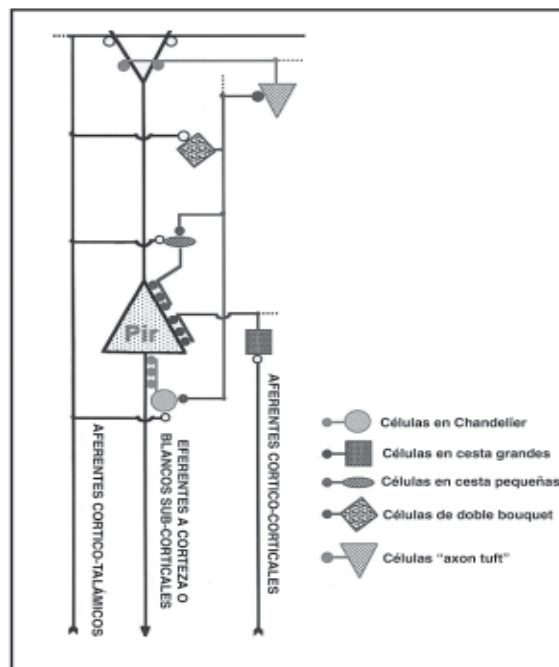 Pir
AFERENTES CORTICO-TALÁMICOS
EFERENTES A CORTEZA O
BLANCOS SUB-CORTICALES
AFERENTES CORTICO-CORTICALES
Células en Chandelier
Células en cesta grandes
Células en cesta pequeñas
Células de doble bouquet
Células "axon tuft"